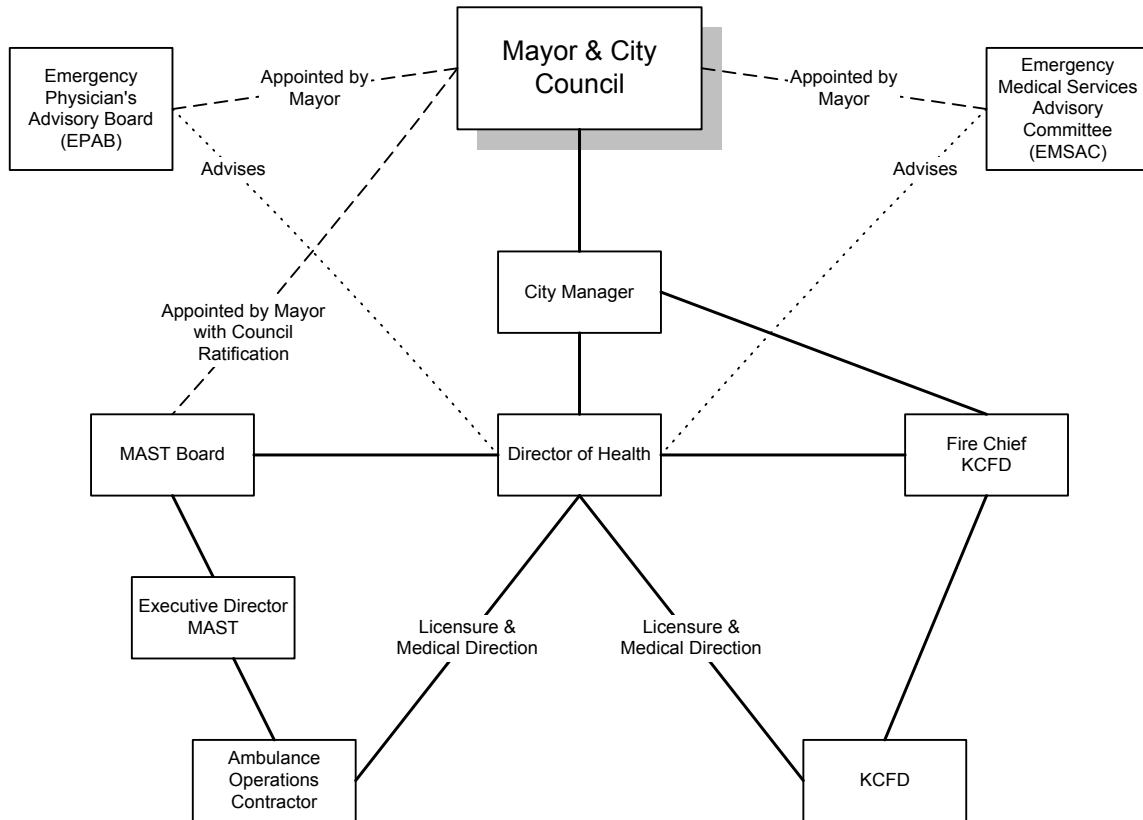 Mayor & City
Council
Emergency
Physician's
Advisory Board
(EPAB)
Appointed by
Mayor
Appointed by
Mayor
Emergency
Medical Services
Advisory
Committee
(EMSAC)
Advises
Advises
City Manager
Appointed by Mayor
with Council
Ratification
MAST Board
Director of Health
Fire Chief
KCFD
Executive Director
MAST
Licensure &
Medical Direction
Licensure &
Medical Direction
Ambulance
Operations
Contractor
KCFD